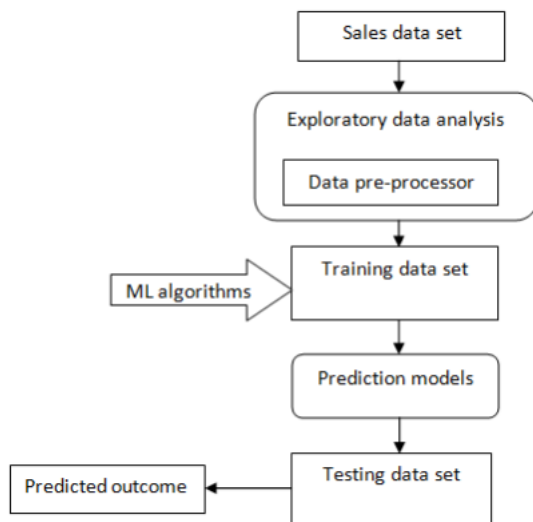 Sales data set
Exploratory data analysis
Data pre-processor
Training data set
ML algorithms
Prediction models
Testing data set
Predicted outcome